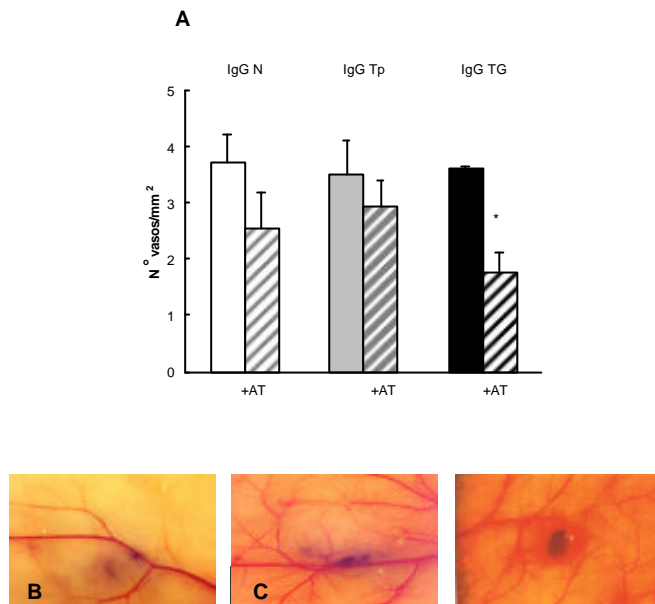 A
IgG N IgG Tp IgG TG
5
4
3
2
1
0
N º vasos/mm 2
*
+AT +AT +AT
B C